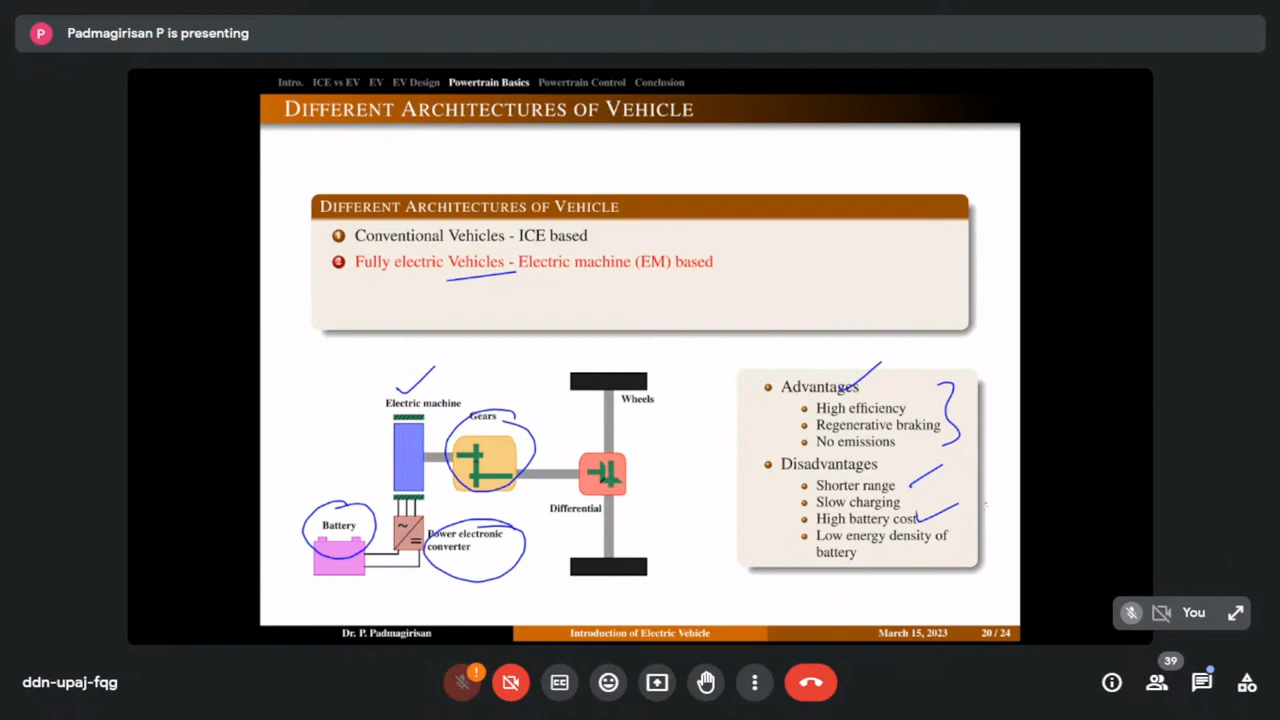 P Padmagirisan P is presenting
Intro. ICE vs EV EV EV Design Powertrain Basics Powertrain Control Conclusion
DIFFERENT ARCHITECTURES OF VEHICLE
DIFFERENT ARCHITECTURES OF VEHICLE
1 Conventional Vehicles - ICE based
2 Fully electric Vehicles - Electric machine (EM) based
Electric machine
Gears
Wheels
Differential
Battery
Power electronic
converter
Advantages
High efficiency
Regenerative braking
No emissions
Disadvantages
Shorter range
Slow charging
High battery cost
Low energy density of
battery
Dr. P. Padmagirisan Introduction of Electric Vehicle March 15, 2023 20 / 24
You
ddn-upaj-fqg
!
CC
39